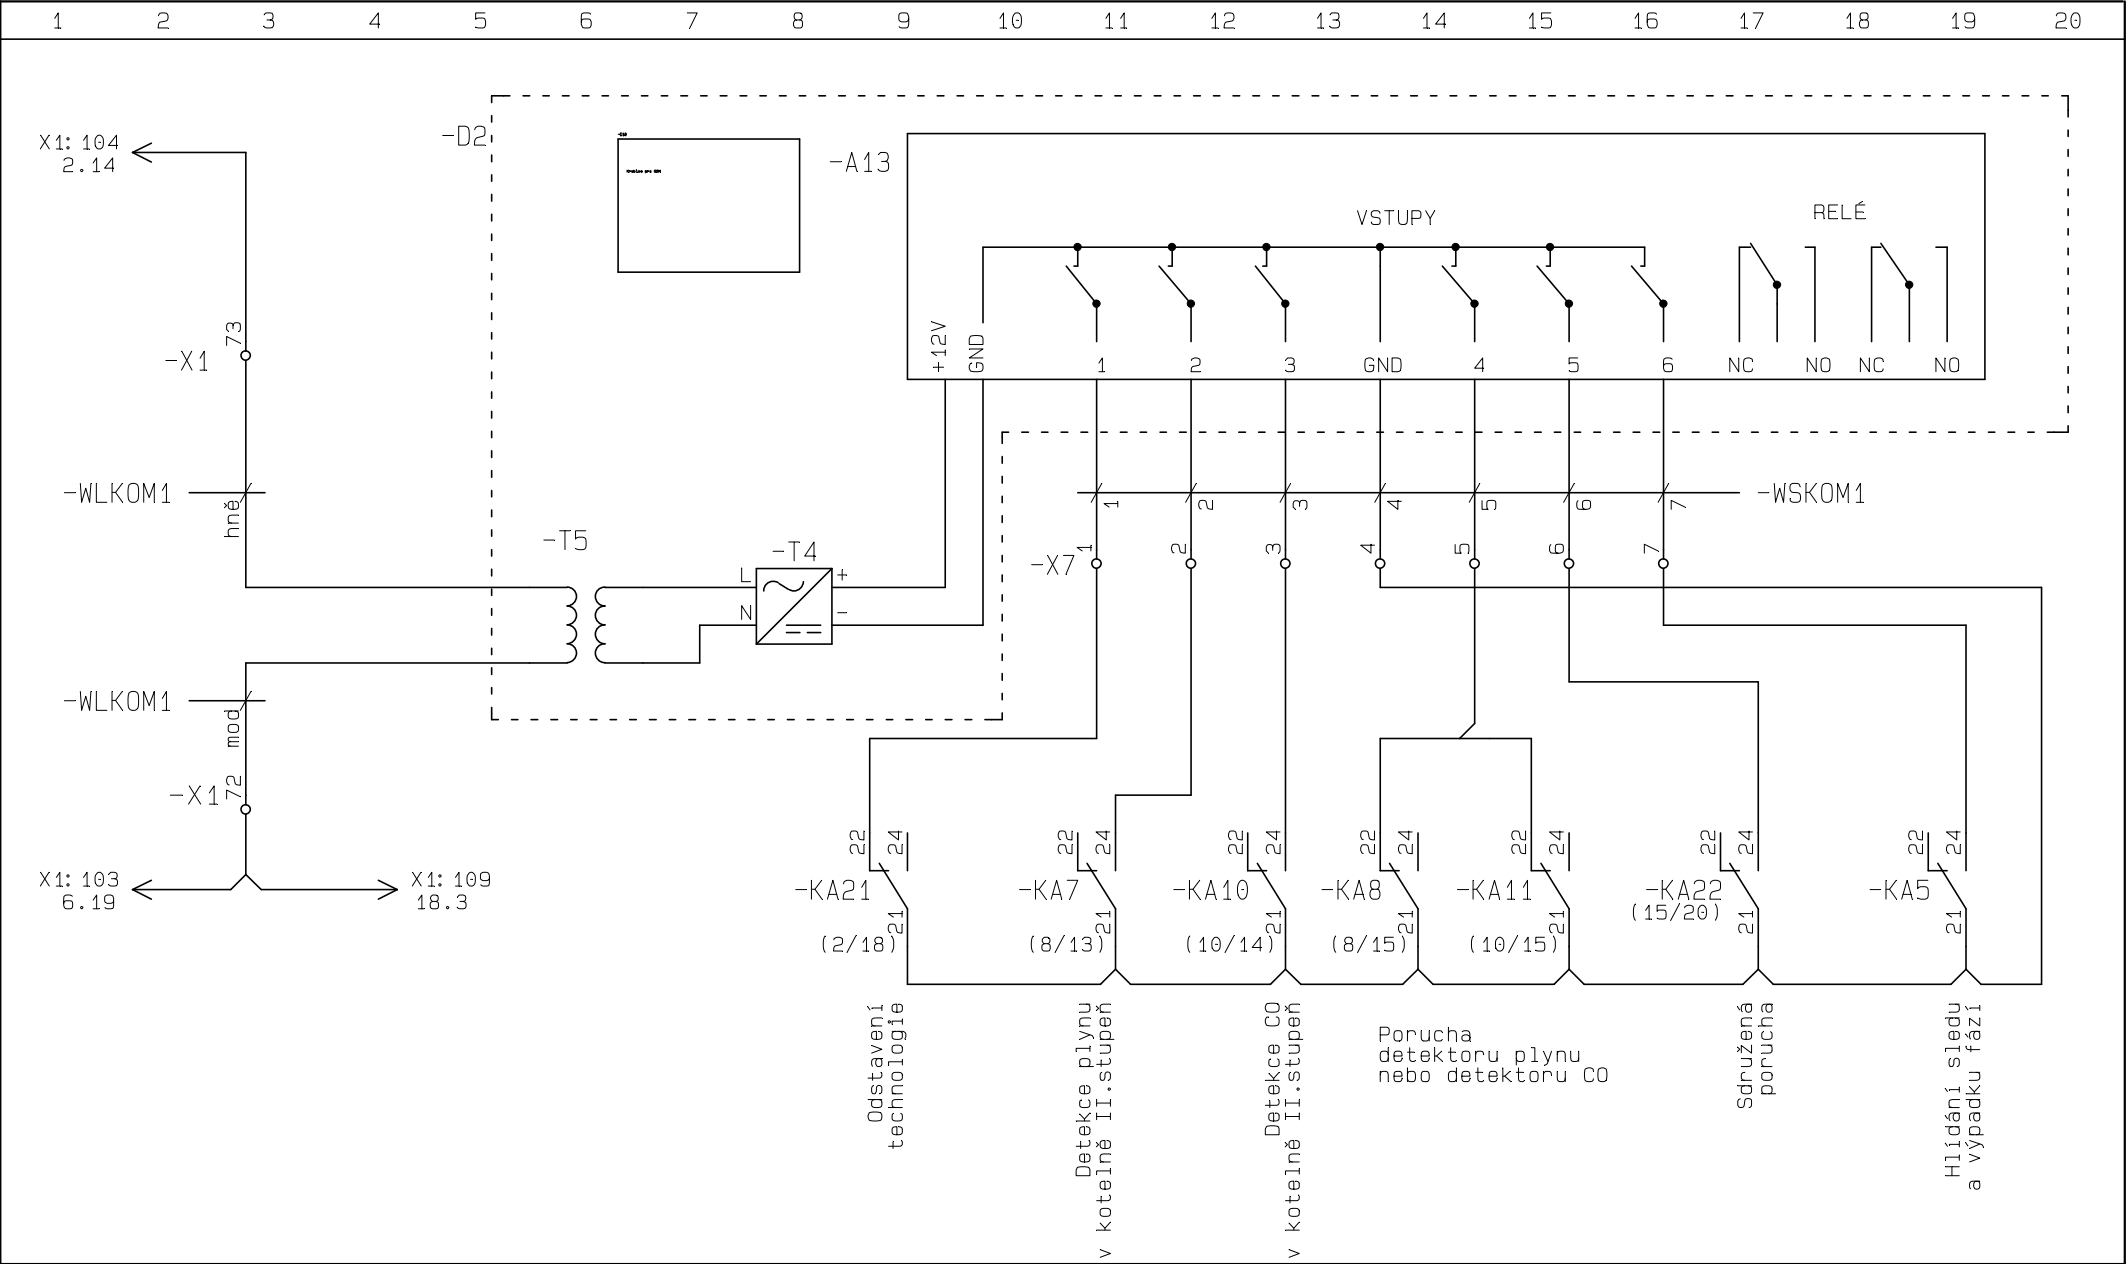 1 2 3 4 5 6 7 8 9 10 11 12 13 14 15 16 17 18 19 20
X1:104
2.14
-D2
-A13
VSTUPY
RELÉ
+12V
GND
1 2 3 GND 4 5 6 NC NO NC NO
73
-X1
-WLKOM1
hně
-WSKOM1
1 2 3 4 5 6 7
-X7
1 2 3 4 5 6 7
-T5
-T4
L
N
+
-
-WLKOM1
mod
-X1
72
X1:103
6.19
X1:109
18.3
22 24
-KA21
21
(2/18)
22 24
-KA7
21
(8/13)
22 24
-KA10
21
(10/14)
22 24
-KA8
21
(8/15)
22 24
-KA11
21
(10/15)
22 24
-KA22
(15/20)
21
22 24
-KA5
21
Odstavení
technologie
Detekce plynu
v kotelně II.stupeň
Detekce CO
v kotelně II.stupeň
Porucha
detektoru plynu
nebo detektoru CO
Sdružená
porucha
Hlídání sledu
a výpadku fází